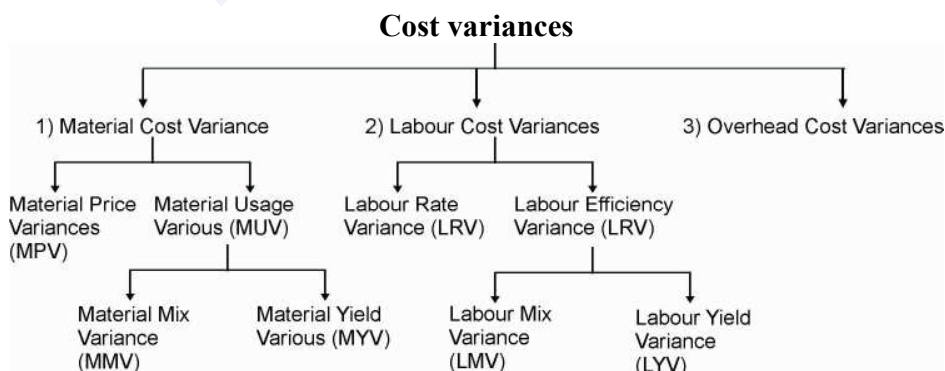 Cost variances
1) Material Cost Variance
2) Labour Cost Variances
3) Overhead Cost Variances
Material Price
Variances
(MPV)
Material Usage
Various (MUV)
Labour Rate
Variance (LRV)
Labour Efficiency
Variance (LRV)
Material Mix
Variance
(MMV)
Material Yield
Various (MYV)
Labour Mix
Variance
(LMV)
Labour Yield
Variance
(LYV)